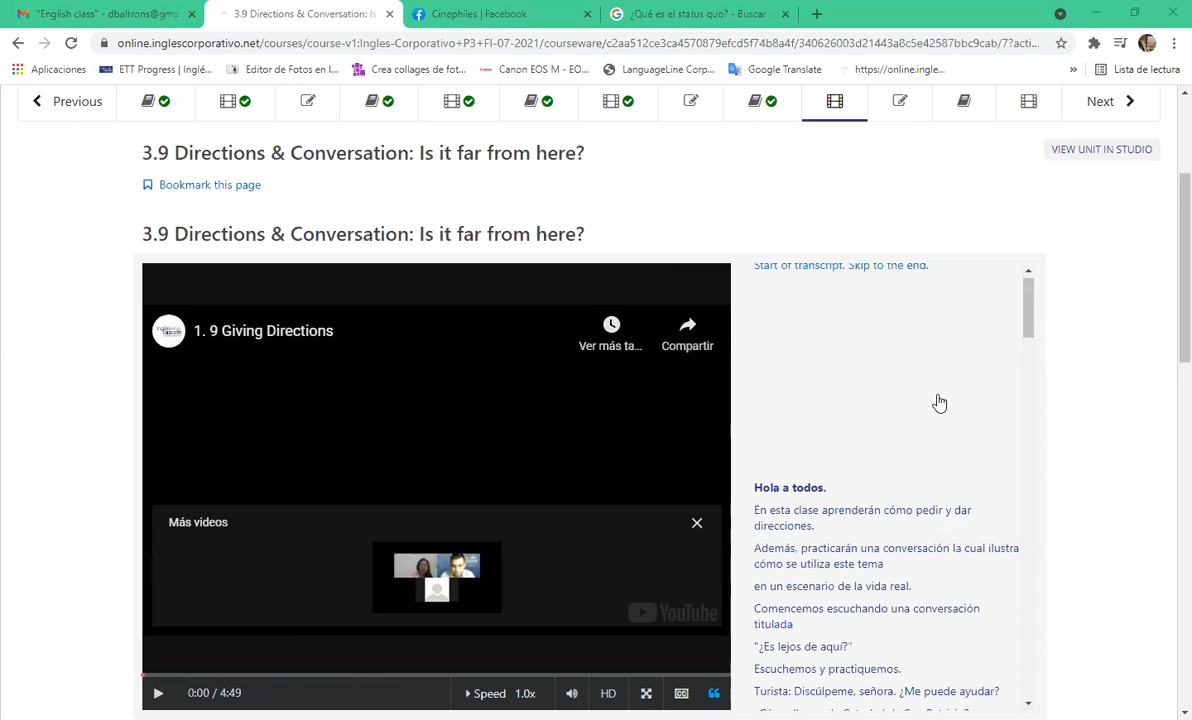 "English class" - dbaltrons@gma
3.9 Directions & Conversation: Is
Cinephiles | Facebook
¿Qué es el status quo? - Buscar
online.inglescorporativo.net/courses/course-v1:Ingles-Corporativo+P3+FI-07-2021/courseware/c2aa512ce3ca4570879efcd5f74b8a4f/340626003d21443a8c5e42587bbc9cab/7?acti...
Aplicaciones
ETT Progress | Inglé...
Editor de Fotos en l...
Crea collages de fot...
Canon EOS M - EO...
LanguageLine Corp...
Google Translate
https://online.ingle...
»
Lista de lectura
Previous
Next
3.9 Directions & Conversation: Is it far from here?
VIEW UNIT IN STUDIO
Bookmark this page
3.9 Directions & Conversation: Is it far from here?
1. 9 Giving Directions
Ver más ta...
Compartir
Más videos
YouTube
0:00 / 4:49
Speed 1.0x
HD
Start of transcript. Skip to the end.
Hola a todos.
En esta clase aprenderán cómo pedir y dar
direcciones.
Además, practicarán una conversación la cual ilustra
cómo se utiliza este tema
en un escenario de la vida real.
Comencemos escuchando una conversación
titulada
"¿Es lejos de aquí?"
Escuchemos y practiquemos.
Turista: Discúlpeme, señora. ¿Me puede ayudar?